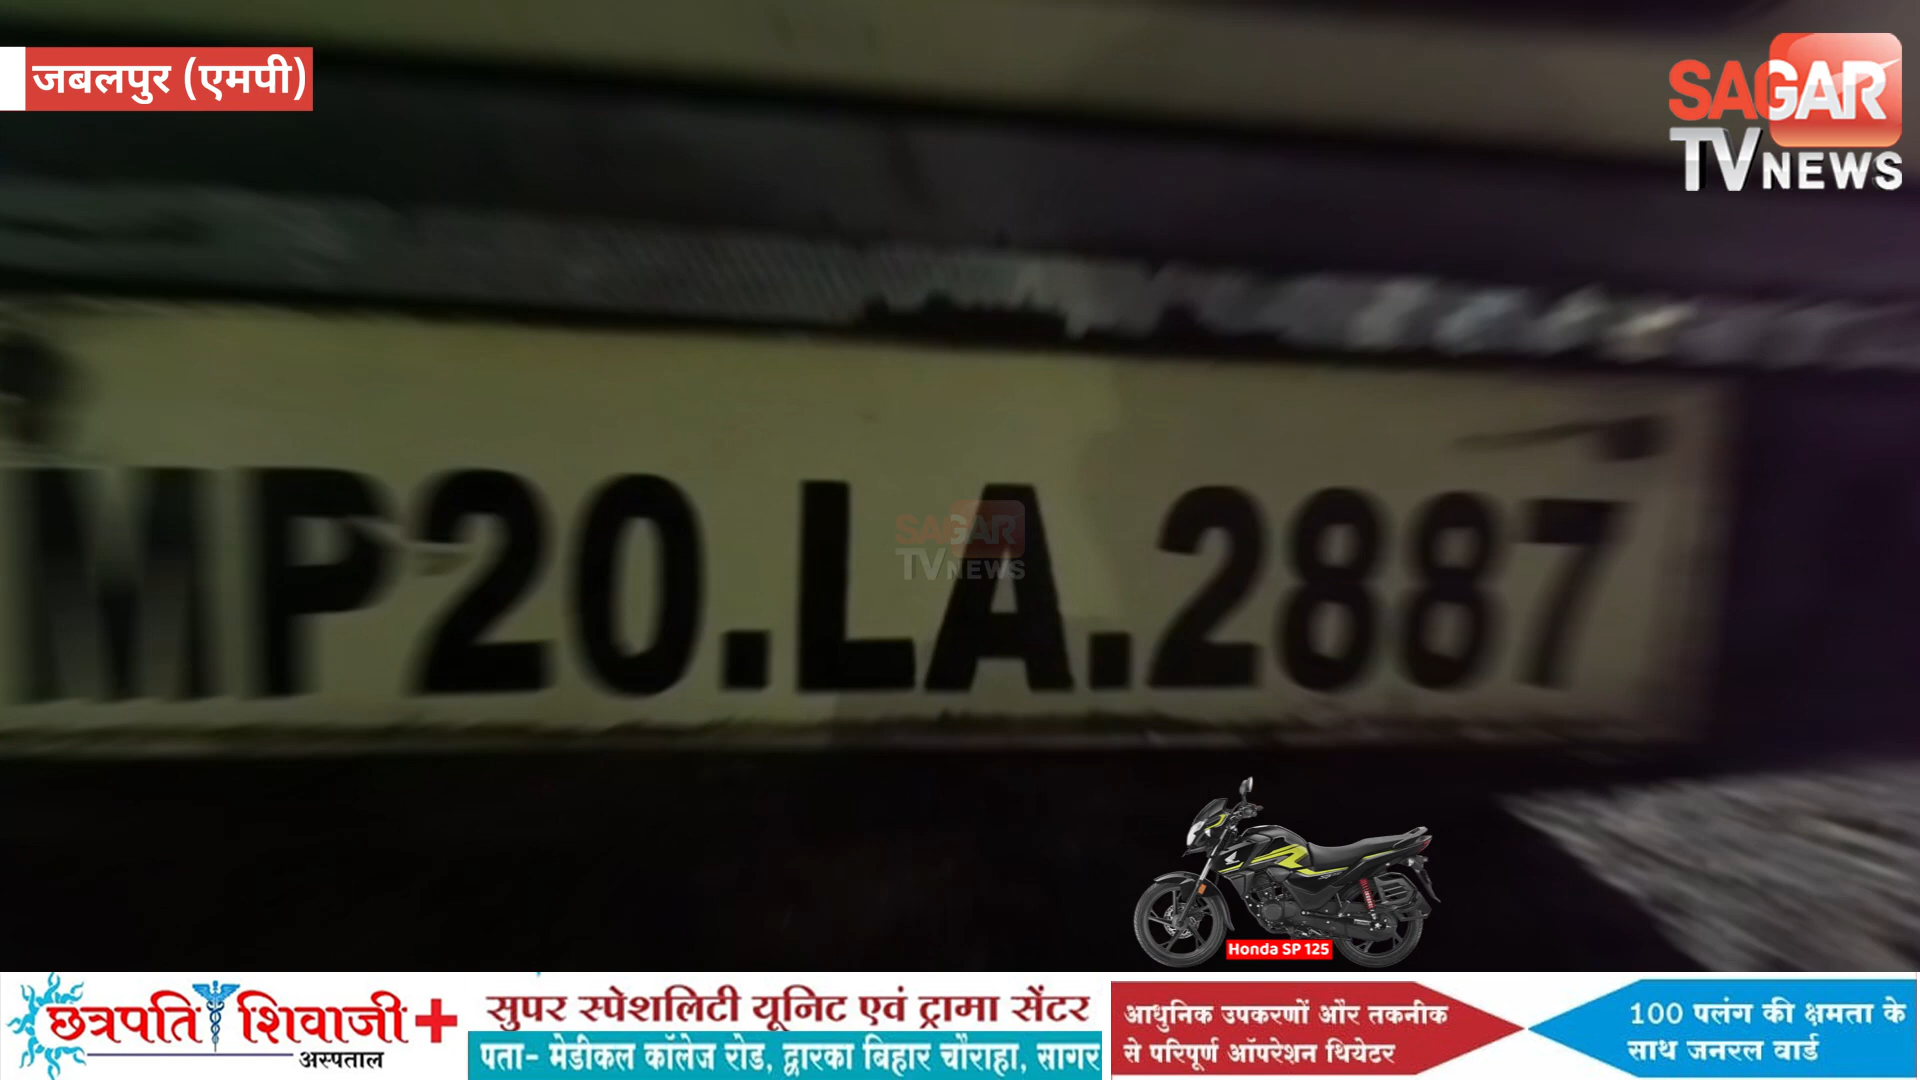 जबलपुर (एमपी)
SAGAR
TV NEWS
MP20.LA.2887
SAGAR
TV NEWS
Honda SP 125
छत्रपति शिवाजी
अस्पताल
सुपर स्पेशलिटी यूनिट एवं ट्रामा सेंटर
पता- मेडीकल कॉलेज रोड, द्वारका बिहार चौराहा, सागर
आधुनिक उपकरणों और तकनीक
से परिपूर्ण ऑपरेशन थियेटर
100 पलंग की क्षमता के
साथ जनरल वार्ड